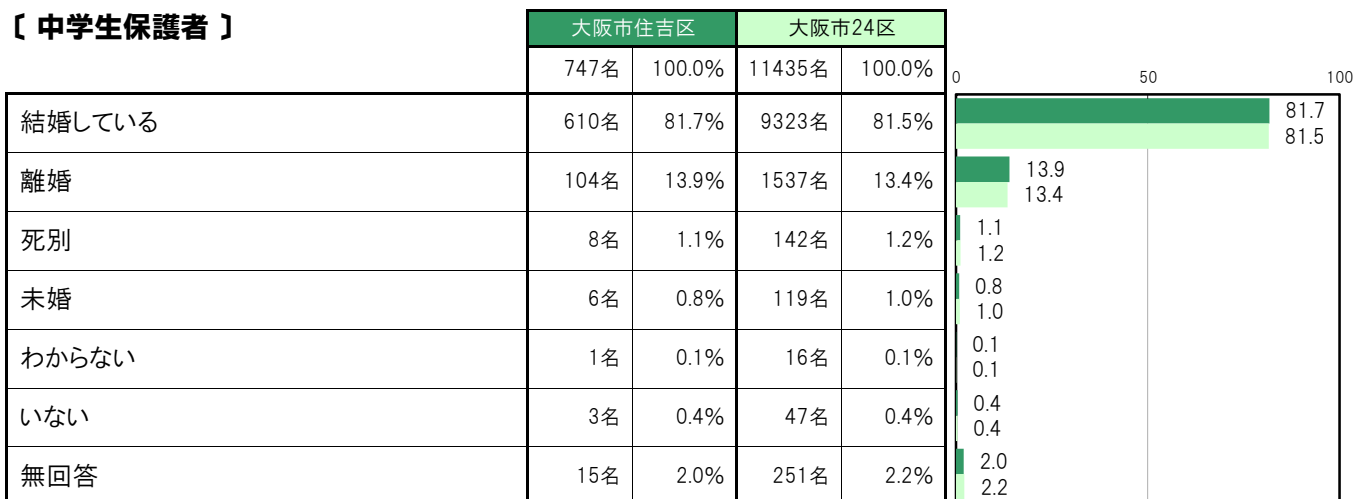 〔 中学生保護者 〕
大阪市住吉区 大阪市24区
747名 100.0% 11435名 100.0%
0 50 100
結婚している 610名 81.7% 9323名 81.5%
81.7
81.5
離婚 104名 13.9% 1537名 13.4%
13.9
13.4
死別 8名 1.1% 142名 1.2%
1.1
1.2
未婚 6名 0.8% 119名 1.0%
0.8
1.0
わからない 1名 0.1% 16名 0.1%
0.1
0.1
いない 3名 0.4% 47名 0.4%
0.4
0.4
無回答 15名 2.0% 251名 2.2%
2.0
2.2